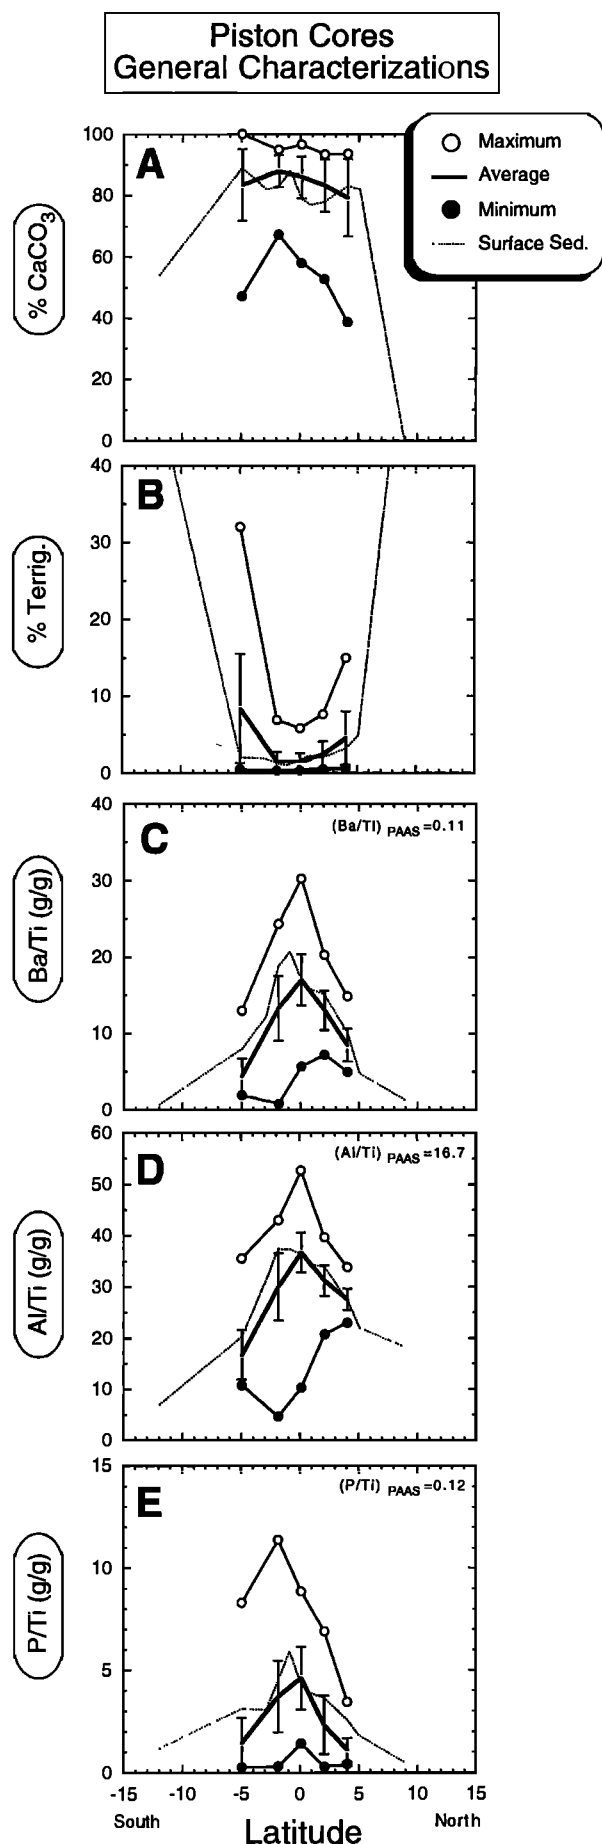 Piston Cores
General Characterizations
Maximum
Average
Minimum
Surface Sed.
A
% CaCO3
100
80
60
40
20
0
B
% Terrig.
40
30
20
10
0
C
(Ba/Ti) PAAS =0.11
Ba/Ti (g/g)
40
30
20
10
0
D
(Al/Ti) PAAS =16.7
Al/Ti (g/g)
60
50
40
30
20
10
0
E
(P/Ti) PAAS =0.12
P/Ti (g/g)
15
10
5
0
-15 -10 -5 0 5 10 15
South North
Latitude